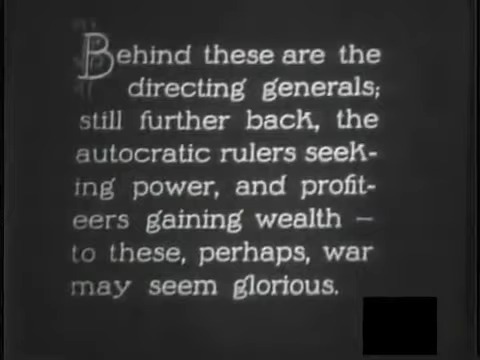 Behind these are the
directing generals;
still further back, the
autocratic rulers seek-
ing power, and profit-
eers gaining wealth —
to these, perhaps, war
may seem glorious.